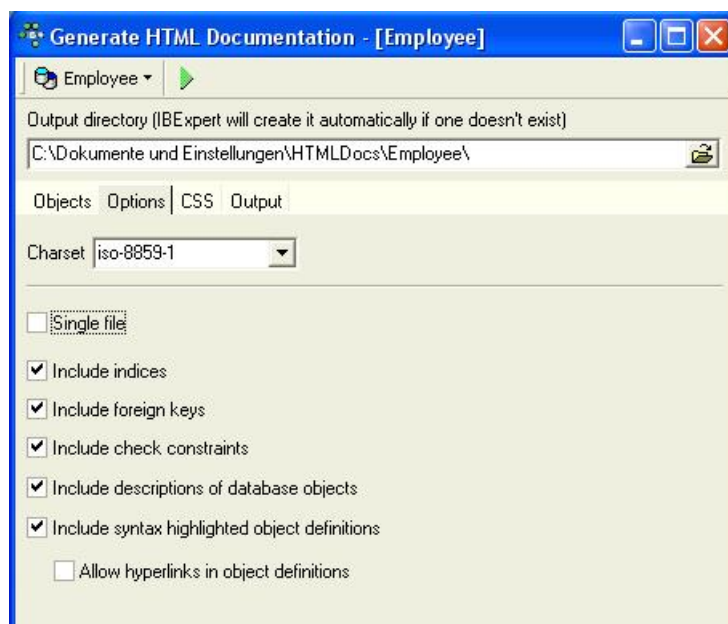 Generate HTML Documentation - [Employee]
Employee
Output directory (IBExpert will create it automatically if one doesn't exist)
C:\Dokumente und Einstellungen\HTMLDocs\Employee\
Objects Options CSS Output
Charset iso-8859-1
Single file
Include indices
Include foreign keys
Include check constraints
Include descriptions of database objects
Include syntax highlighted object definitions
Allow hyperlinks in object definitions